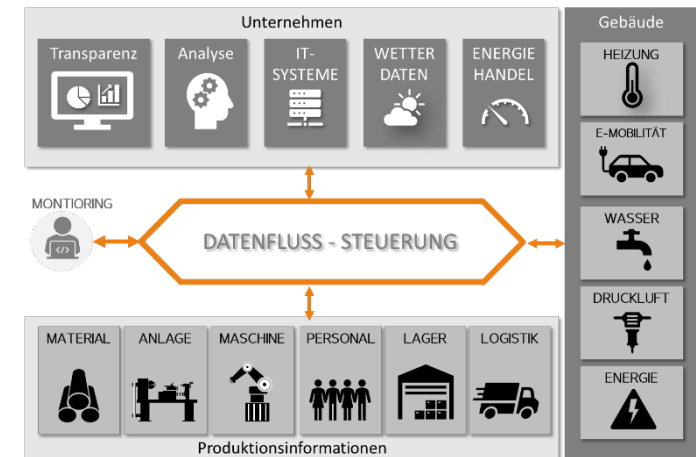 Unternehmen
Transparenz
Analyse
IT-
SYSTEME
WETTER
DATEN
ENERGIE
HANDEL
Gebäude
HEIZUNG
E-MOBILITÄT
WASSER
DRUCKLUFT
ENERGIE
MONTIORING
</>
DATENFLUSS - STEUERUNG
MATERIAL
ANLAGE
MASCHINE
PERSONAL
LAGER
LOGISTIK
Produktionsinformationen